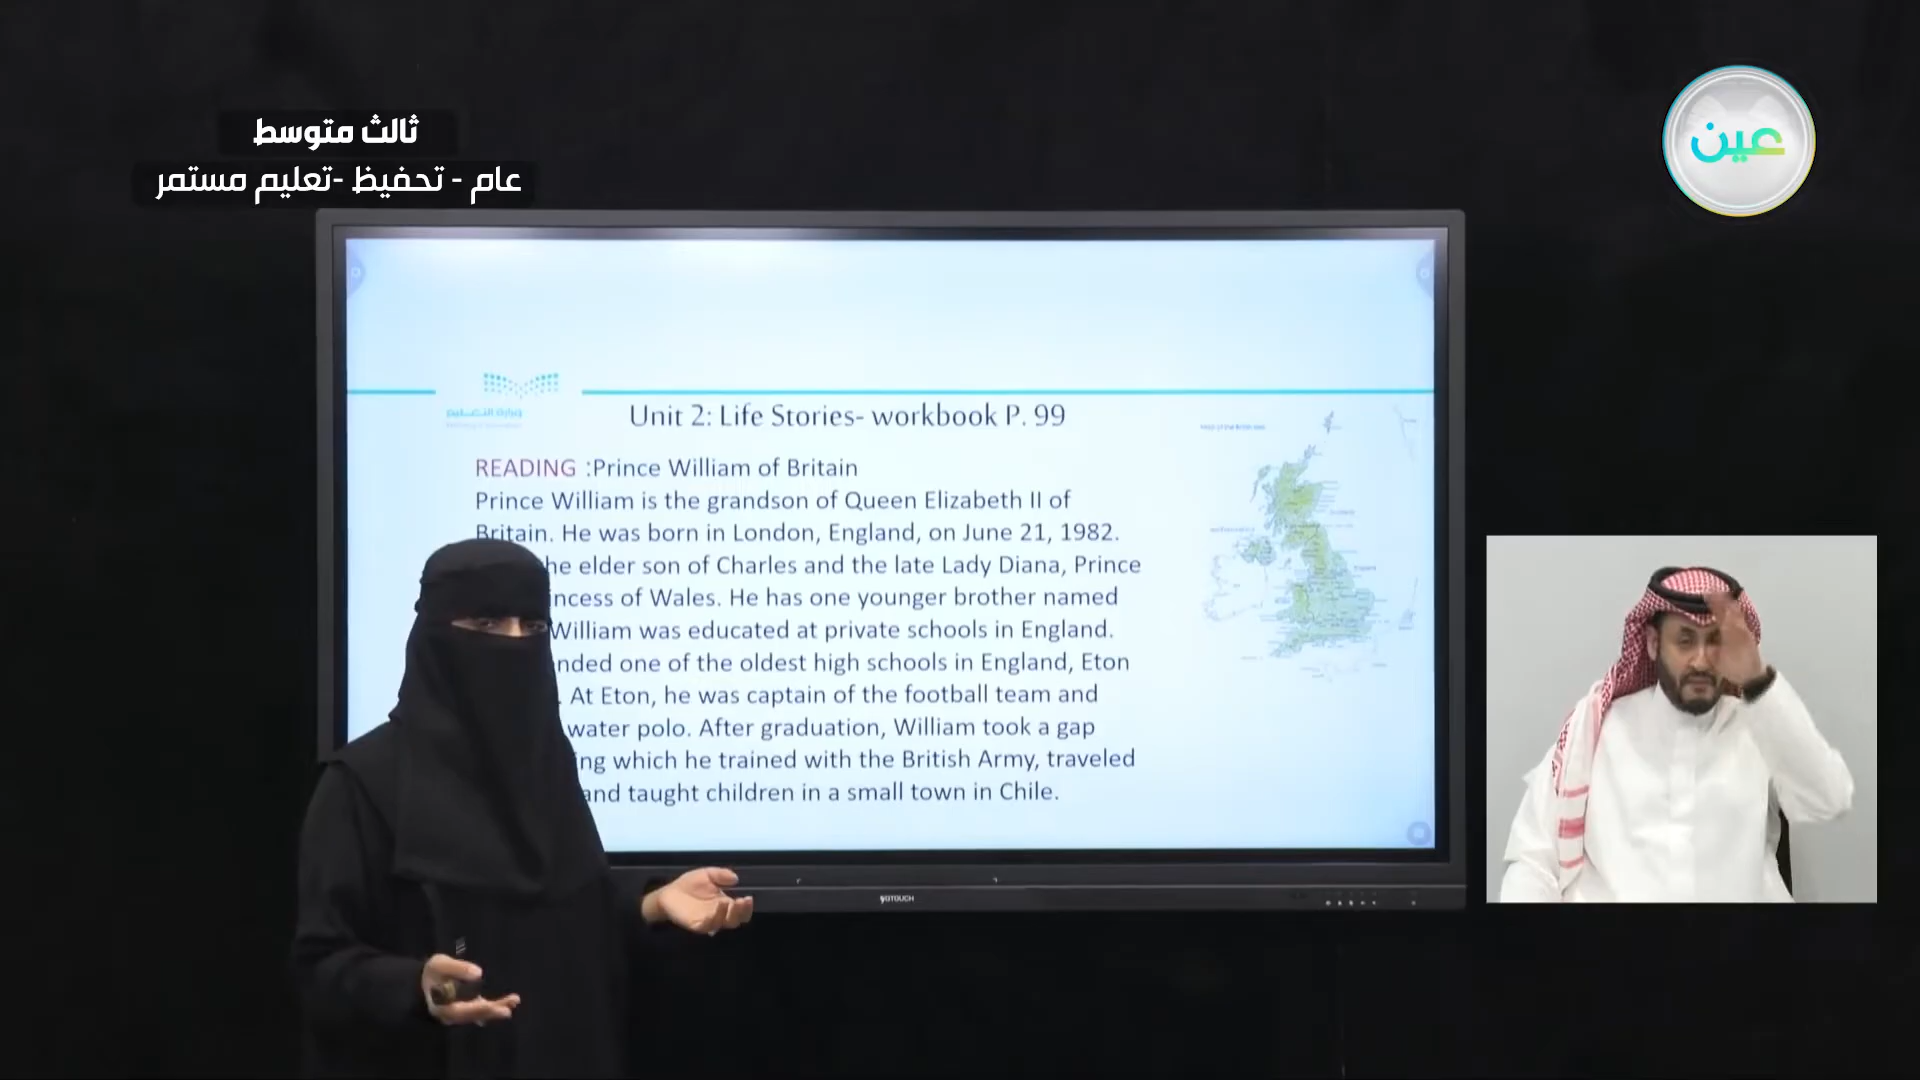 ثالث متوسط
عام - تحفيظ -تعليم مستمر
عين
وزارة التعليم
Unit 2: Life Stories- workbook P. 99
READING :Prince William of Britain
Prince William is the grandson of Queen Elizabeth II of
Britain. He was born in London, England, on June 21, 1982.
he elder son of Charles and the late Lady Diana, Prince
incess of Wales. He has one younger brother named
William was educated at private schools in England.
nded one of the oldest high schools in England, Eton
. At Eton, he was captain of the football team and
water polo. After graduation, William took a gap
ing which he trained with the British Army, traveled
and taught children in a small town in Chile.